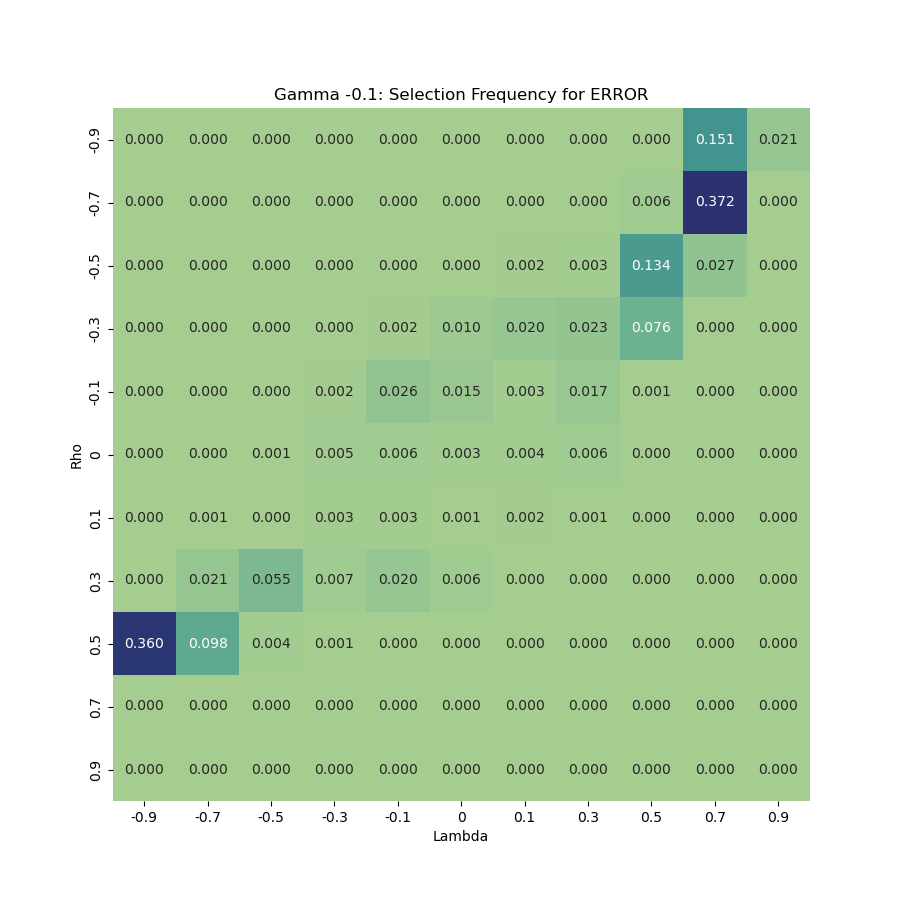 Gamma -0.1: Selection Frequency for ERROR
-0.9 0.000 0.000 0.000 0.000 0.000 0.000 0.000 0.000 0.000 0.151 0.021
-0.7 0.000 0.000 0.000 0.000 0.000 0.000 0.000 0.000 0.006 0.372 0.000
-0.5 0.000 0.000 0.000 0.000 0.000 0.000 0.002 0.003 0.134 0.027 0.000
-0.3 0.000 0.000 0.000 0.000 0.002 0.010 0.020 0.023 0.076 0.000 0.000
-0.1 0.000 0.000 0.000 0.002 0.026 0.015 0.003 0.017 0.001 0.000 0.000
Rho
0 0.000 0.000 0.001 0.005 0.006 0.003 0.004 0.006 0.000 0.000 0.000
0.1 0.000 0.001 0.000 0.003 0.003 0.001 0.002 0.001 0.000 0.000 0.000
0.3 0.000 0.021 0.055 0.007 0.020 0.006 0.000 0.000 0.000 0.000 0.000
0.5 0.360 0.098 0.004 0.001 0.000 0.000 0.000 0.000 0.000 0.000 0.000
0.7 0.000 0.000 0.000 0.000 0.000 0.000 0.000 0.000 0.000 0.000 0.000
0.9 0.000 0.000 0.000 0.000 0.000 0.000 0.000 0.000 0.000 0.000 0.000
-0.9 -0.7 -0.5 -0.3 -0.1 0 0.1 0.3 0.5 0.7 0.9
Lambda